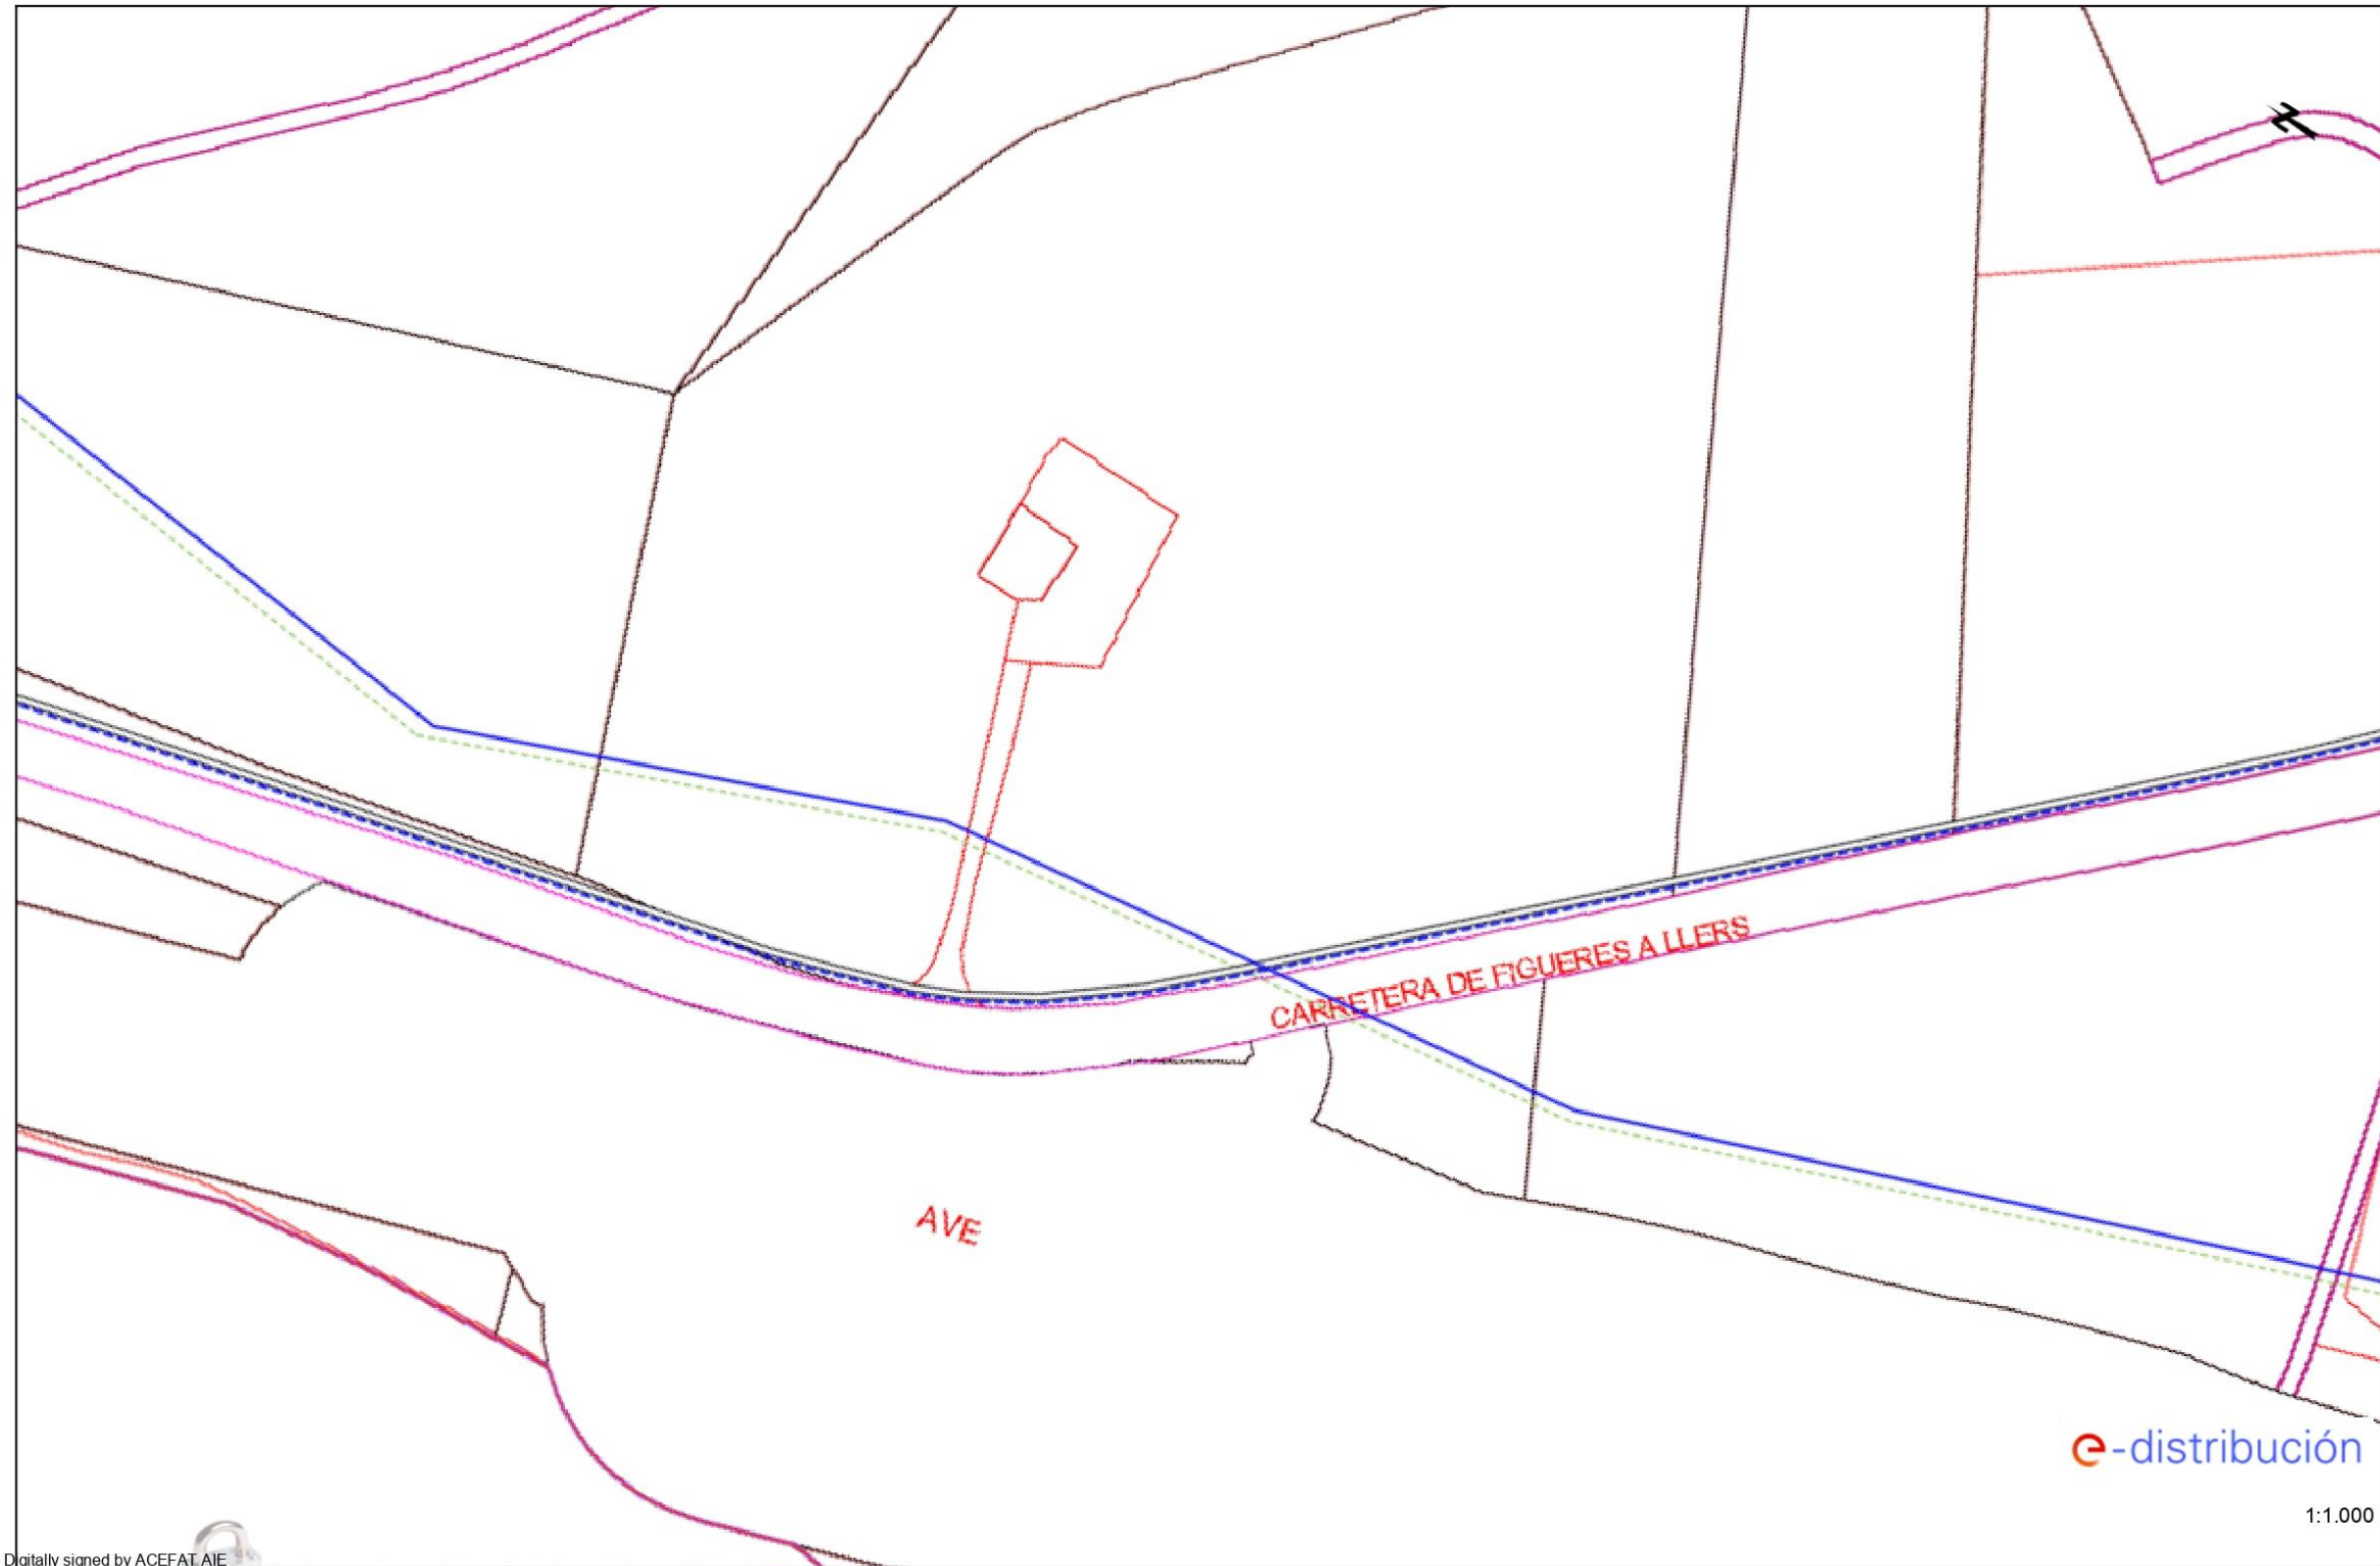 N
CARRETERA DE FIGUERES A LLERS
AVE
e-distribución
1:1.000
Digitally signed by ACEFAT AIE